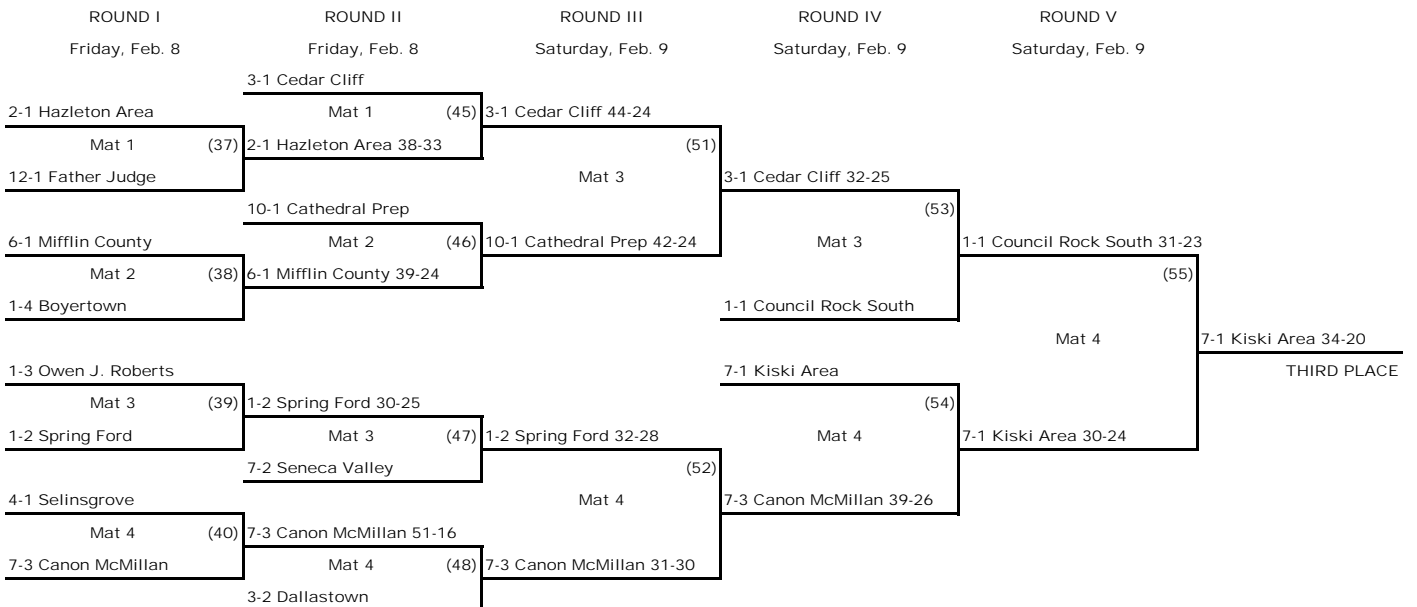 ROUND I ROUND II ROUND III ROUND IV ROUND V
Friday, Feb. 8 Friday, Feb. 8 Saturday, Feb. 9 Saturday, Feb. 9 Saturday, Feb. 9
3-1 Cedar Cliff
2-1 Hazleton Area Mat 1 (45) 3-1 Cedar Cliff 44-24
Mat 1 (37) 2-1 Hazleton Area 38-33 (51)
12-1 Father Judge Mat 3 3-1 Cedar Cliff 32-25
10-1 Cathedral Prep (53)
6-1 Mifflin County Mat 2 (46) 10-1 Cathedral Prep 42-24 Mat 3 1-1 Council Rock South 31-23
Mat 2 (38) 6-1 Mifflin County 39-24 (55)
1-4 Boyertown 1-1 Council Rock South
Mat 4 7-1 Kiski Area 34-20
1-3 Owen J. Roberts 7-1 Kiski Area THIRD PLACE
Mat 3 (39) 1-2 Spring Ford 30-25 (54)
1-2 Spring Ford Mat 3 (47) 1-2 Spring Ford 32-28 Mat 4 7-1 Kiski Area 30-24
7-2 Seneca Valley (52)
4-1 Selinsgrove Mat 4 7-3 Canon McMillan 39-26
Mat 4 (40) 7-3 Canon McMillan 51-16
7-3 Canon McMillan Mat 4 (48) 7-3 Canon McMillan 31-30
3-2 Dallastown